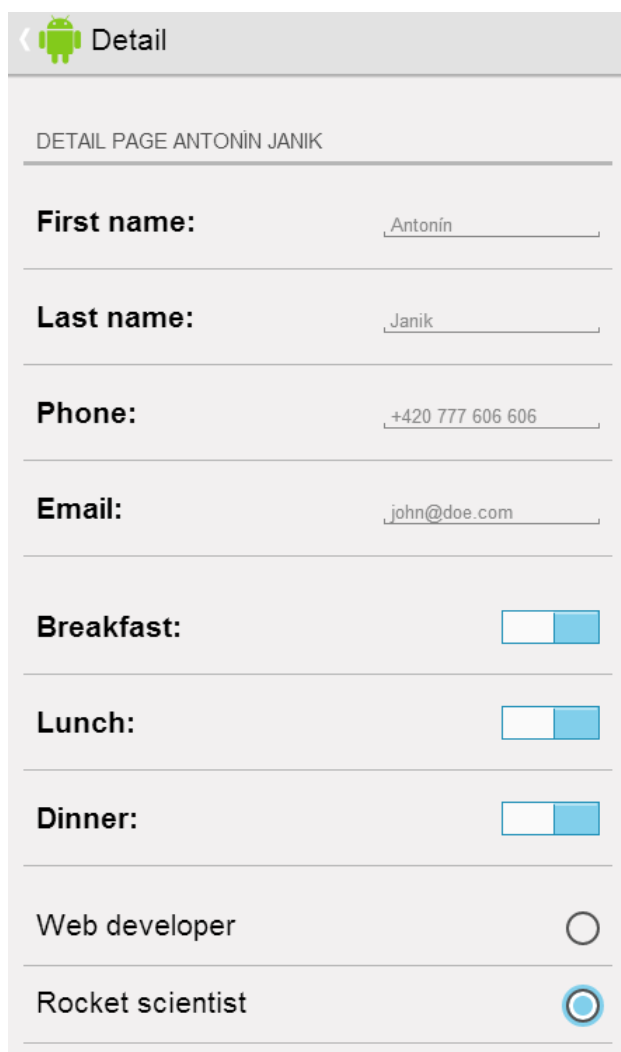 Detail
DETAIL PAGE ANTONÌN JANIK
First name:
Antonín
Last name:
Janik
Phone:
+420 777 606 606
Email:
john@doe.com
Breakfast:
Lunch:
Dinner:
Web developer
Rocket scientist